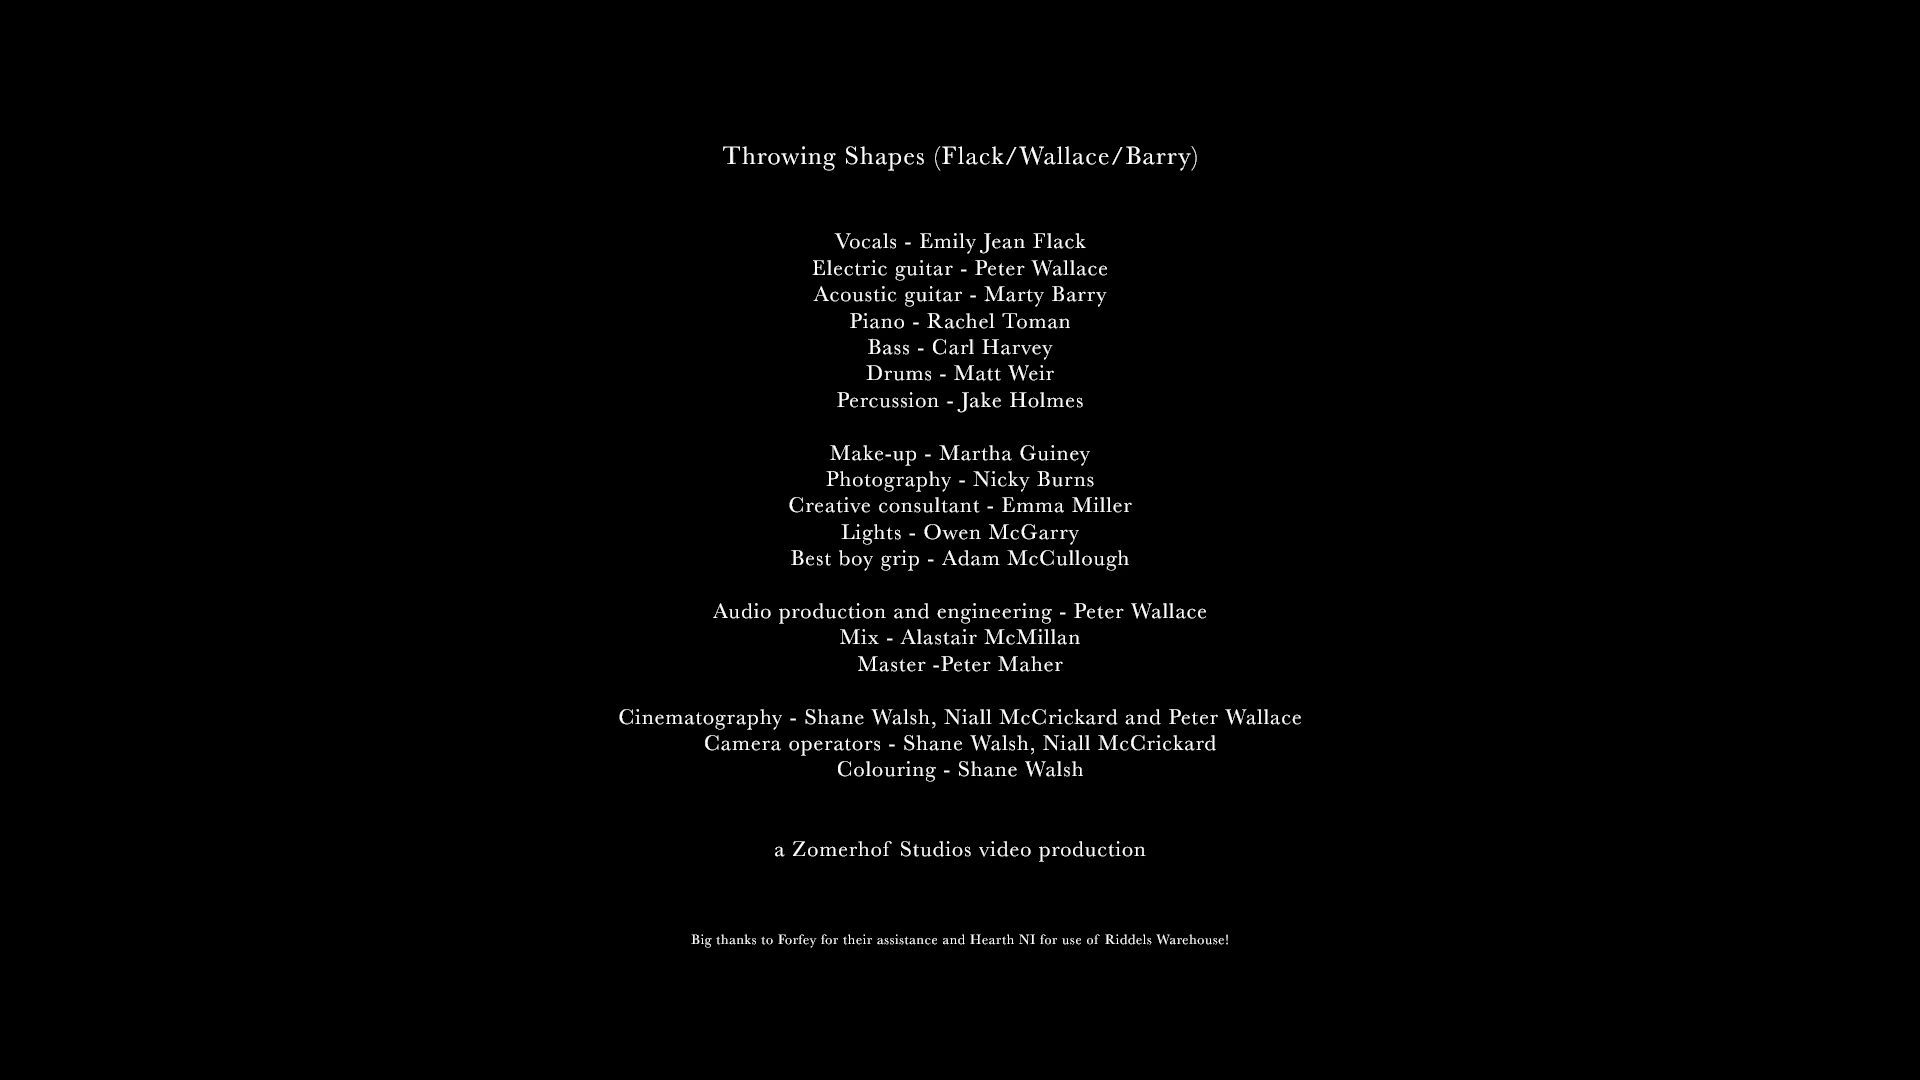 Throwing Shapes (Flack/Wallace/Barry)
Vocals - Emily Jean Flack
Electric guitar - Peter Wallace
Acoustic guitar - Marty Barry
Piano - Rachel Toman
Bass - Carl Harvey
Drums - Matt Weir
Percussion - Jake Holmes
Make-up - Martha Guiney
Photography - Nicky Burns
Creative consultant - Emma Miller
Lights - Owen McGarry
Best boy grip - Adam McCullough
Audio production and engineering - Peter Wallace
Mix - Alastair McMillan
Master -Peter Maher
Cinematography - Shane Walsh, Niall McCrickard and Peter Wallace
Camera operators - Shane Walsh, Niall McCrickard
Colouring - Shane Walsh
a Zomerhof Studios video production
Big thanks to Forfey for their assistance and Hearth NI for use of Riddels Warehouse!